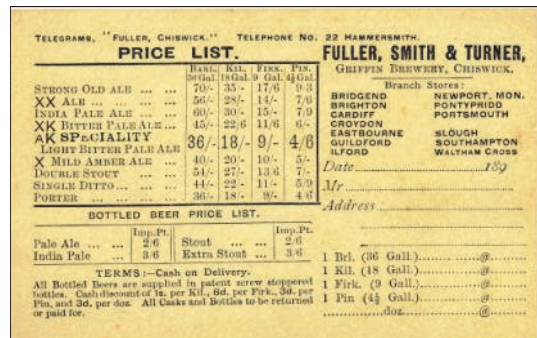 TELEGRAMS, "FULLER, CHISWICK." TELEPHONE NO. 22 HAMMERSMITH.
PRICE LIST.
BARL. KIL. FIRK. PIN.
36 Gal. 18 Gal. 9 Gal. 4½ Gal.
STRONG OLD ALE ... ... 70/- 35/- 17/6 9/3
XX ALE ... ... ... ... 56/- 28/- 14/- 7/6
INDIA PALE ALE ... ... 60/- 30/- 15/- 7/9
XK BITTER PALE ALE ... 45/- 22/6 11/6 6/-
AK SPECIALITY
LIGHT BITTER PALE ALE 36/- 18/- 9/- 4/6
X MILD AMBER ALE ... 40/- 20/- 10/- 5/-
DOUBLE STOUT ... ... 54/- 27/- 13/6 7/-
SINGLE DITTO ... ... ... 44/- 22/- 11/- 5/9
PORTER ... ... ... ... 36/- 18/- 9/- 4/6
BOTTLED BEER PRICE LIST.
Imp.Pt. Imp.Pt.
Pale Ale ... ... 2/6 Stout ... ... 2/6
India Pale 3/6 Extra Stout ... 3/6
TERMS:—Cash on Delivery.
All Bottled Beers are supplied in patent screw stoppered
bottles. Cash discount of 1s. per Kil., 6d. per Firk., 3d. per
Pin, and 3d. per doz. All Casks and Bottles to be returned
or paid for.
FULLER, SMITH & TURNER,
GRIFFIN BREWERY, CHISWICK.
Branch Stores:
BRIDGEND NEWPORT, MON.
BRIGHTON PONTYPRIDD
CARDIFF PORTSMOUTH
CROYDON
EASTBOURNE SLOUGH
GUILDFORD SOUTHAMPTON
ILFORD WALTHAM CROSS
Date 189
Mr
Address
1 Brl. (36 Gall.) @
1 Kil. (18 Gall.) @
1 Firk. (9 Gall.) @
1 Pin (4½ Gall.) @
doz. @